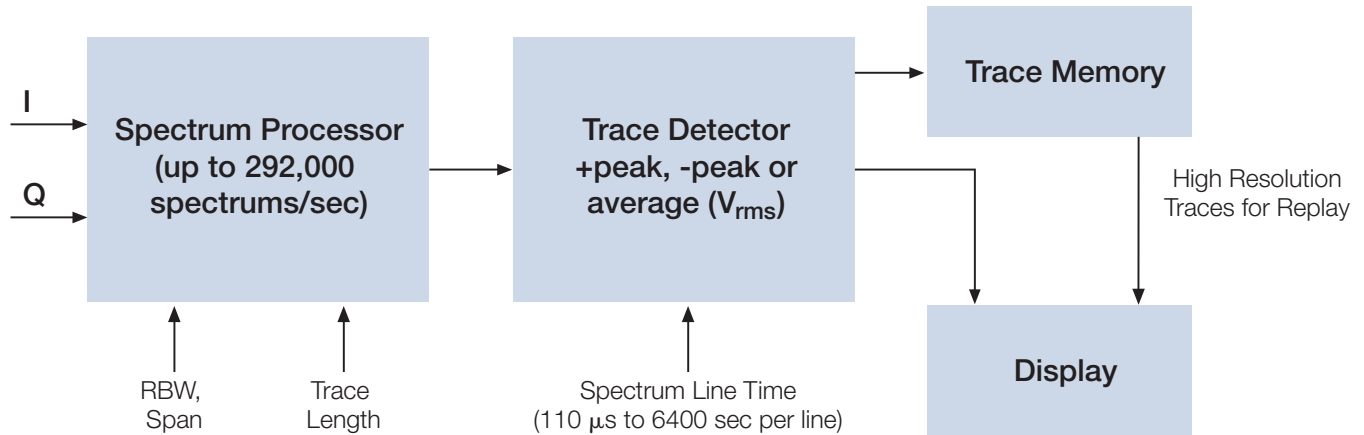 I
Q
Spectrum Processor
(up to 292,000
spectrums/sec)
Trace Detector
+peak, -peak or
average (Vrms)
Trace Memory
High Resolution
Traces for Replay
Display
RBW,
Span
Trace
Length
Spectrum Line Time
(110 μs to 6400 sec per line)